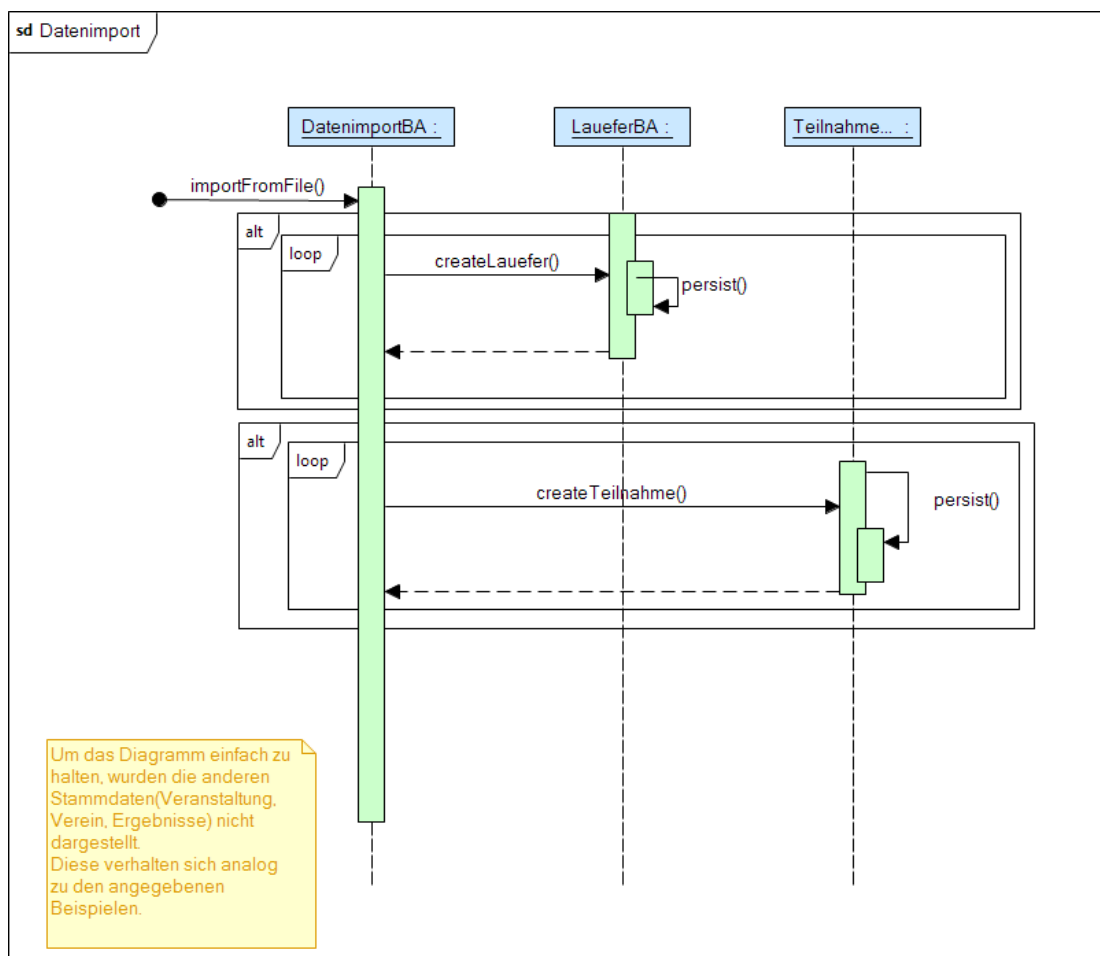 sd Datenimport
DatenimportBA :
LaueferBA :
Teilnahme... :
importFromFile()
alt
loop
createLauefer()
persist()
alt
loop
createTeilnahme()
persist()
Um das Diagramm einfach zu
halten, wurden die anderen
Stammdaten(Veranstaltung,
Verein, Ergebnisse) nicht
dargestellt.
Diese verhalten sich analog
zu den angegebenen
Beispielen.